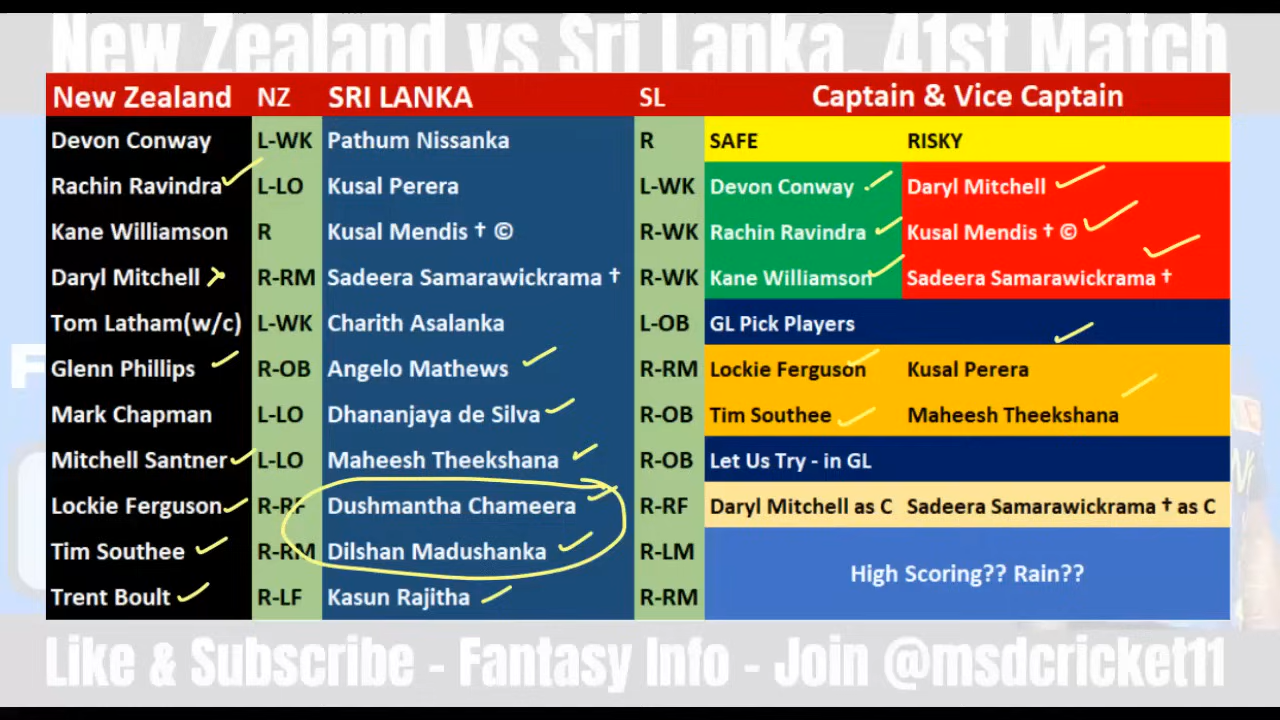 New Zealand vs Sri Lanka, 41st Match
New Zealand NZ SRI LANKA SL Captain & Vice Captain
Devon Conway L-WK Pathum Nissanka R SAFE RISKY
Rachin Ravindra L-LO Kusal Perera L-WK Devon Conway Daryl Mitchell
Kane Williamson R Kusal Mendis † © R-WK Rachin Ravindra Kusal Mendis † ©
Daryl Mitchell R-RM Sadeera Samarawickrama † R-WK Kane Williamson Sadeera Samarawickrama †
Tom Latham(w/c) L-WK Charith Asalanka L-OB GL Pick Players
Glenn Phillips R-OB Angelo Mathews R-RM Lockie Ferguson Kusal Perera
Mark Chapman L-LO Dhananjaya de Silva R-OB Tim Southee Maheesh Theekshana
Mitchell Santner L-LO Maheesh Theekshana R-OB Let Us Try - in GL
Lockie Ferguson R-RF Dushmantha Chameera R-RF Daryl Mitchell as C Sadeera Samarawickrama † as C
Tim Southee R-RM Dilshan Madushanka R-LM
High Scoring?? Rain??
Trent Boult R-LF Kasun Rajitha R-RM
Like & Subscribe - Fantasy Info - Join @msdcricket11